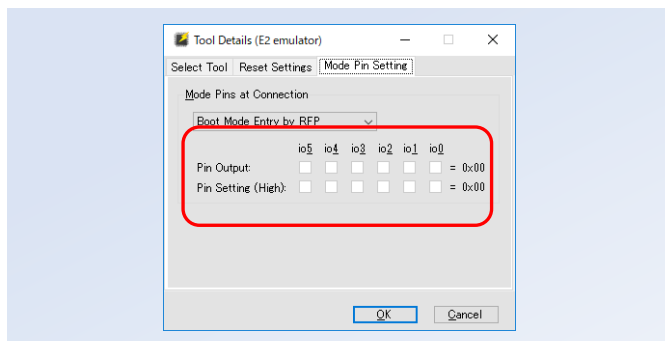 Tool Details (E2 emulator)
Select Tool Reset Settings Mode Pin Setting
Mode Pins at Connection
Boot Mode Entry by RFP
io5 io4 io3 io2 io1 io0
Pin Output: = 0x00
Pin Setting (High): = 0x00
OK Cancel